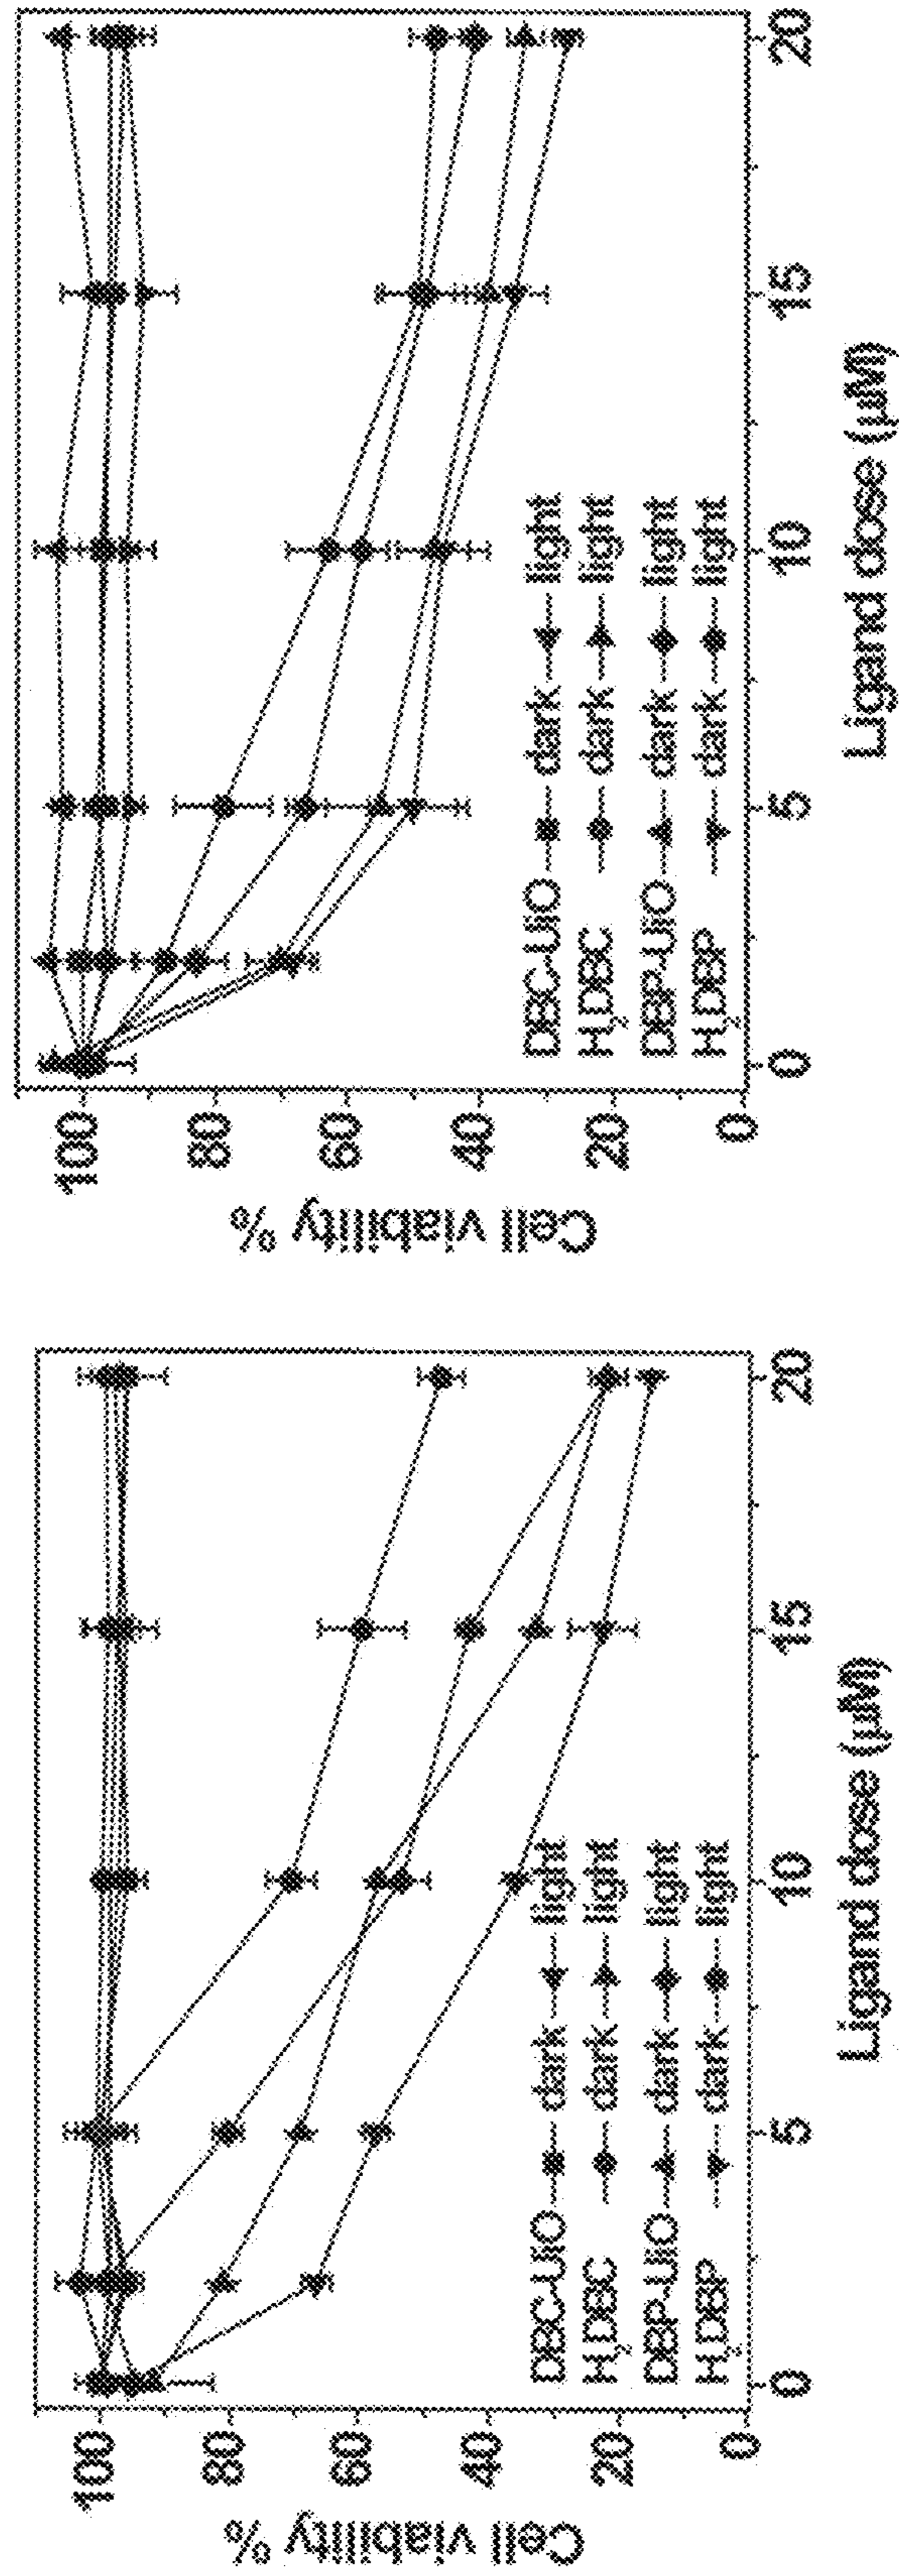 Cell viability %
100
80
60
40
20
0
DBC-UiO dark light
H₂DBC dark light
DBP-UiO dark light
H₂DBP dark light
0 5 10 15 20
Ligand dose (µM)
Cell viability %
100
80
60
40
20
0
DBC-UiO dark light
H₂DBC dark light
DBP-UiO dark light
H₂DBP dark light
0 5 10 15 20
Ligand dose (µM)